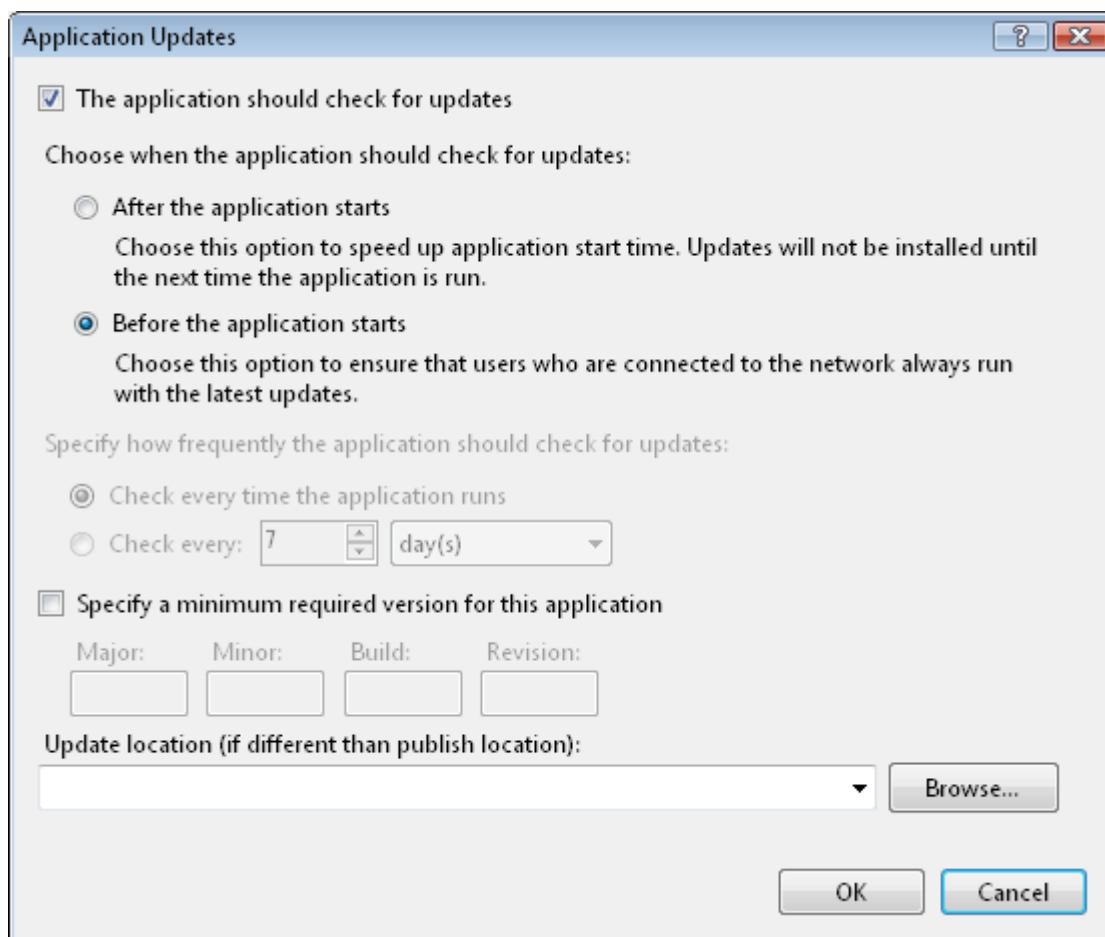 Application Updates
The application should check for updates
Choose when the application should check for updates:
After the application starts
Choose this option to speed up application start time. Updates will not be installed until
the next time the application is run.
Before the application starts
Choose this option to ensure that users who are connected to the network always run
with the latest updates.
Specify how frequently the application should check for updates:
Check every time the application runs
Check every: 7 day(s)
Specify a minimum required version for this application
Major: Minor: Build: Revision:
Update location (if different than publish location):
Browse...
OK Cancel